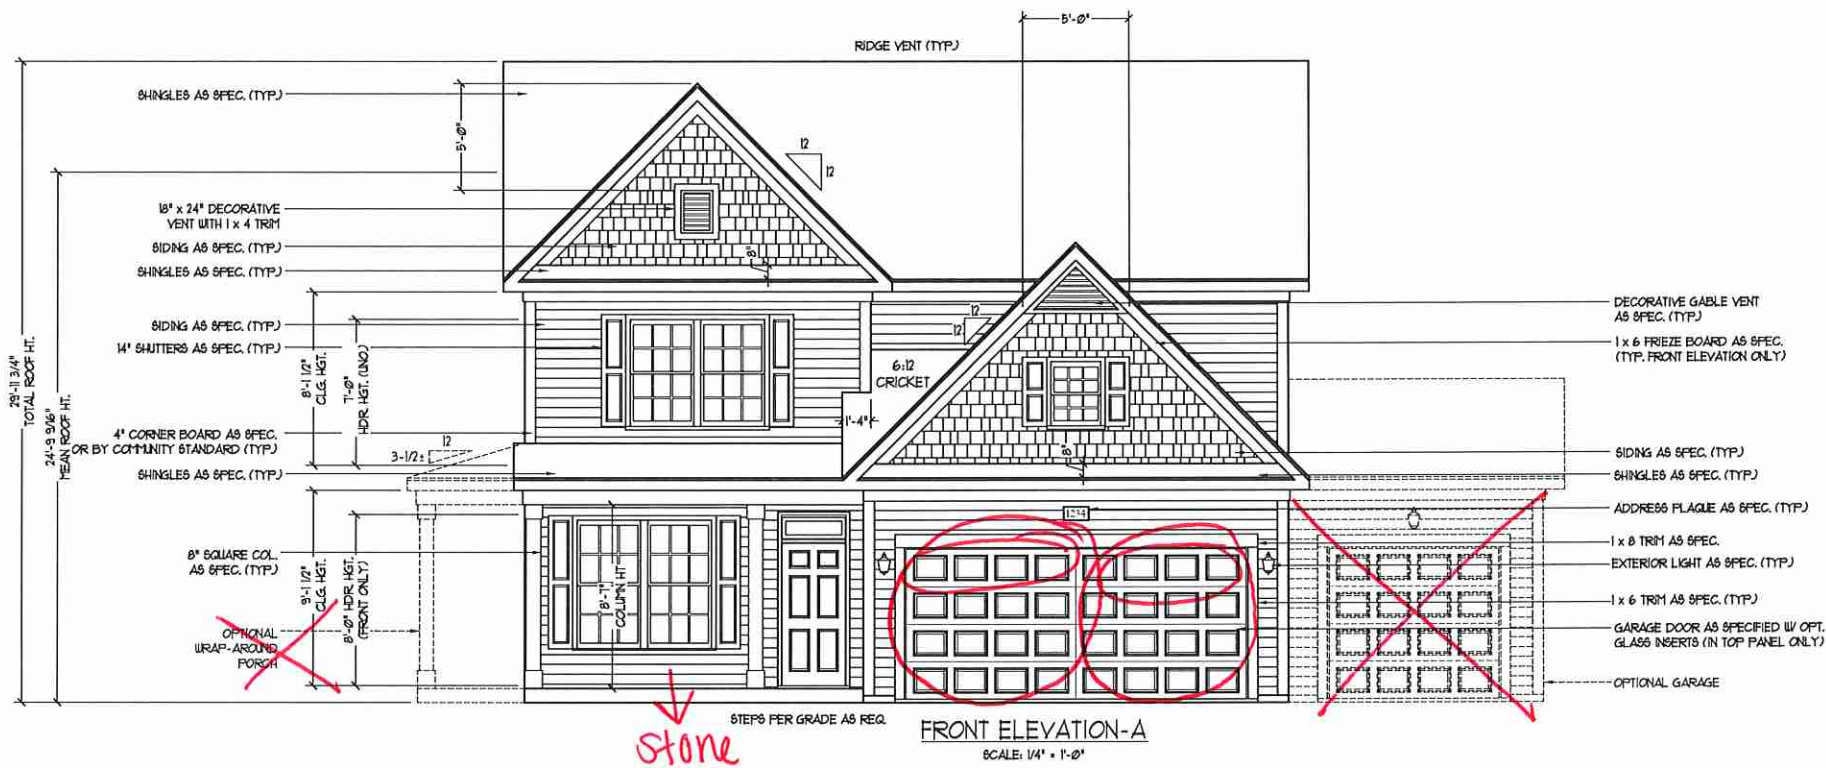 5'-0"
RIDGE VENT (TYP.)
SHINGLES AS SPEC. (TYP.)
5'-0"
12
12
18" x 24" DECORATIVE
VENT WITH 1 x 4 TRIM
SIDING AS SPEC. (TYP.)
SHINGLES AS SPEC. (TYP.)
8"
29'-11 3/4"
TOTAL ROOF HT.
24'-9 9/16"
MEAN ROOF HT.
SIDING AS SPEC. (TYP.)
14" SHUTTERS AS SPEC. (TYP.)
8'-1 1/2"
CLG. HGT.
7'-0"
HDR. HGT. (UNO)
12
12
6:12
CRICKET
1'-4"
DECORATIVE GABLE VENT
AS SPEC. (TYP.)
1 x 6 FRIEZE BOARD AS SPEC.
(TYP. FRONT ELEVATION ONLY)
4" CORNER BOARD AS SPEC.
OR BY COMMUNITY STANDARD (TYP.)
12
3-1/2±
SHINGLES AS SPEC. (TYP.)
8"
SIDING AS SPEC. (TYP.)
SHINGLES AS SPEC. (TYP.)
ADDRESS PLAQUE AS SPEC. (TYP.)
1234
1 x 8 TRIM AS SPEC.
EXTERIOR LIGHT AS SPEC. (TYP.)
1 x 6 TRIM AS SPEC. (TYP.)
GARAGE DOOR AS SPECIFIED W/ OPT.
GLASS INSERTS (IN TOP PANEL ONLY)
OPTIONAL GARAGE
8" SQUARE COL.
AS SPEC. (TYP.)
9'-1 1/2"
CLG. HGT.
8'-0" HDR. HGT.
(FRONT ONLY)
8'-1"
COLUMN HT.
OPTIONAL
WRAP-AROUND
PORCH
STEPS PER GRADE AS REQ.
stone
FRONT ELEVATION-A
SCALE: 1/4" = 1'-0"